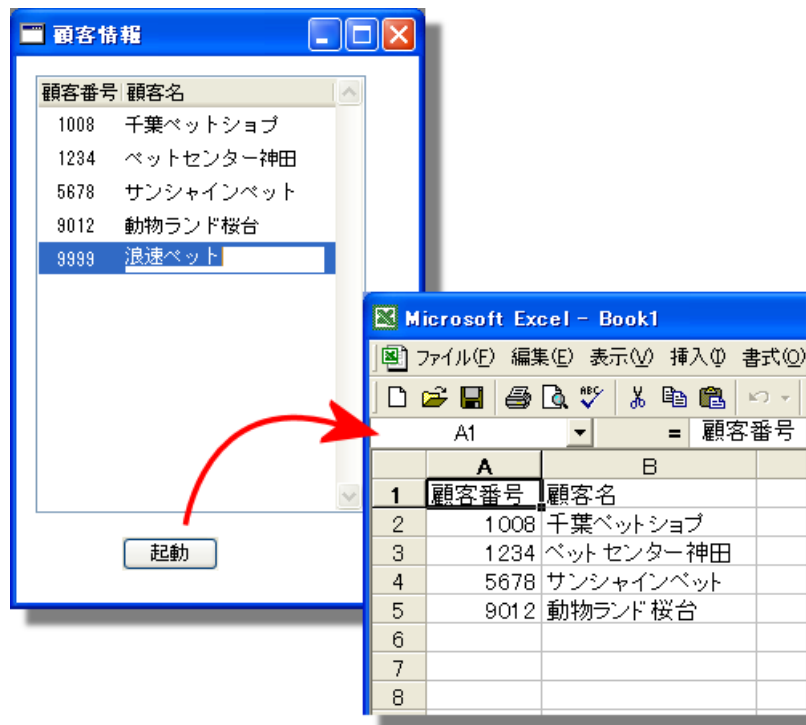 顧客情報
顧客番号 顧客名
1008 千葉ペットショプ
1234 ペットセンター神田
5678 サンシャインペット
9012 動物ランド桜台
9999 浪速ペット
起動
Microsoft Excel - Book1
ファイル(F) 編集(E) 表示(V) 挿入(I) 書式(O)
ABC
A1 = 顧客番号
A B
1 顧客番号 顧客名
2 1008 千葉ペットショプ
3 1234 ペットセンター神田
4 5678 サンシャインペット
5 9012 動物ランド桜台
6
7
8